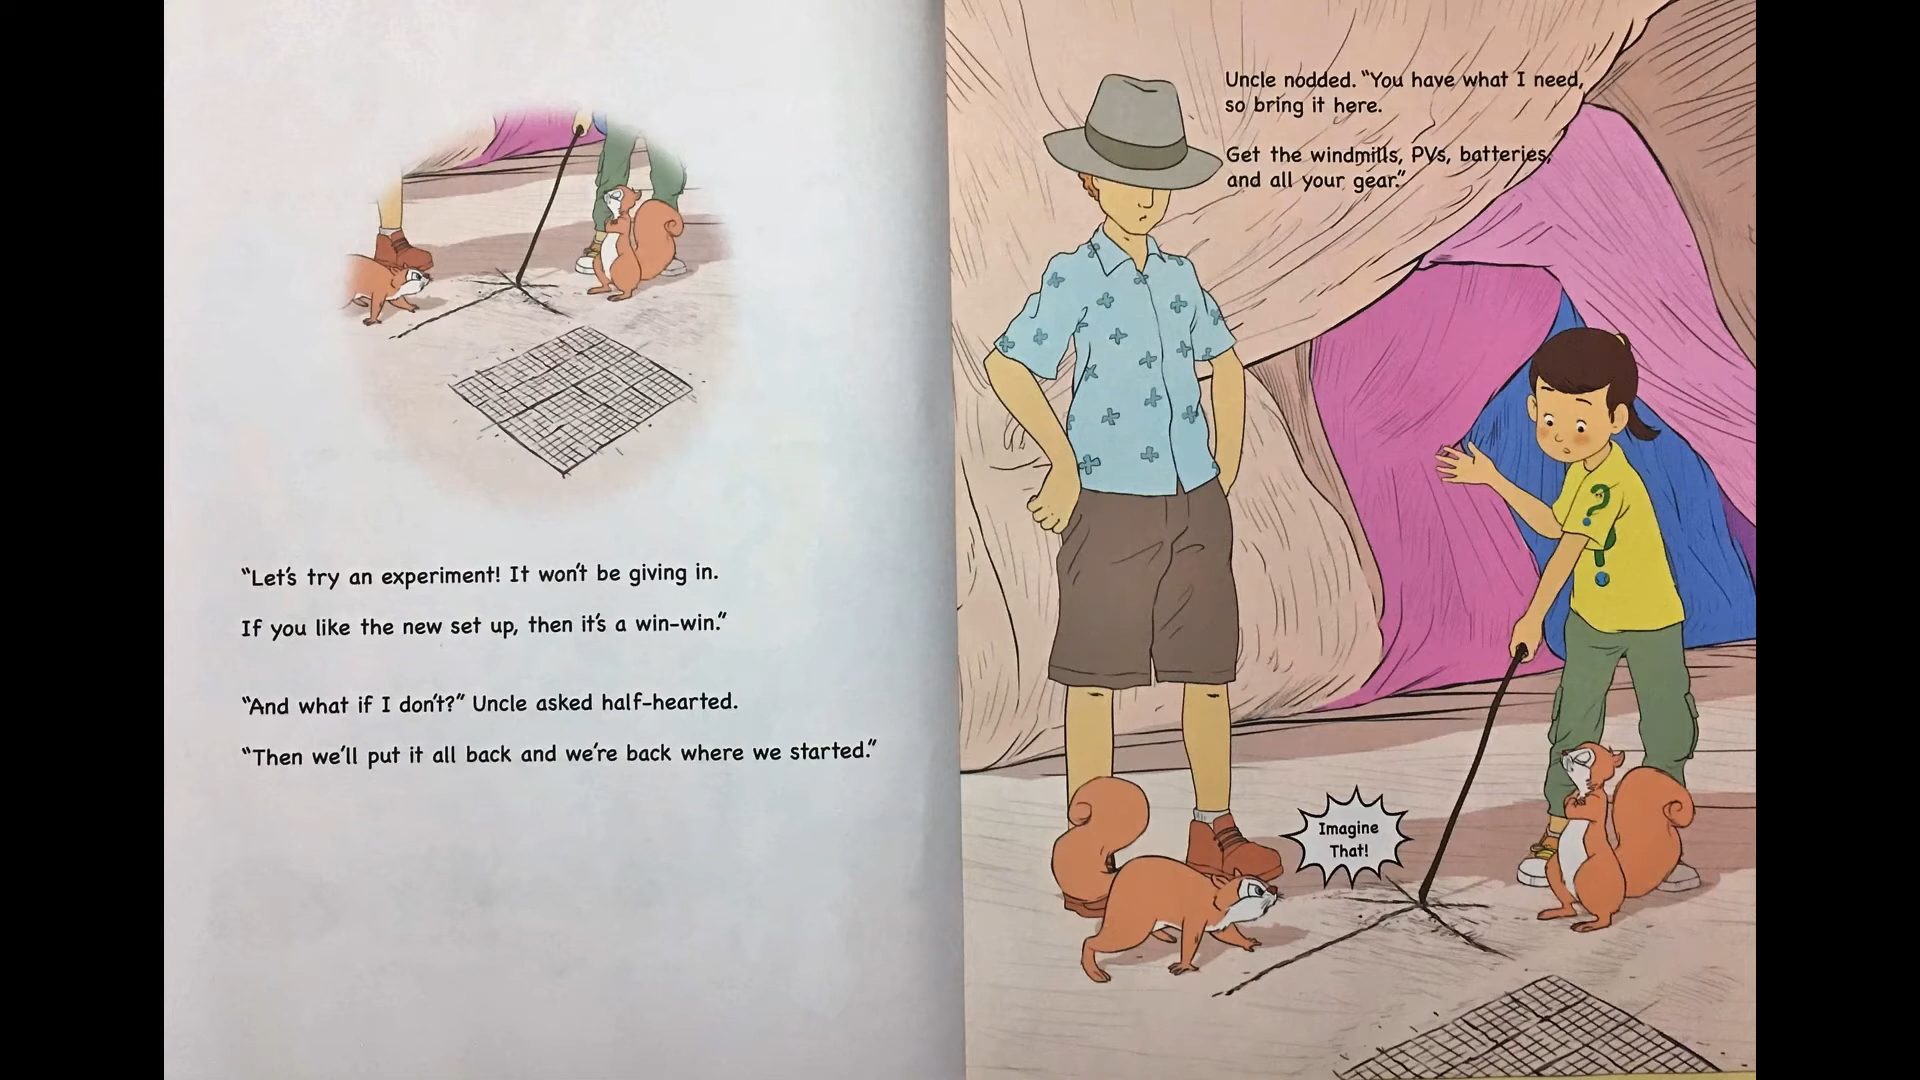 "Let's try an experiment! It won't be giving in.
If you like the new set up, then it's a win-win."
"And what if I don't?" Uncle asked half-hearted.
"Then we'll put it all back and we're back where we started."
Uncle nodded. "You have what I need,
so bring it here.
Get the windmills, PVs, batteries,
and all your gear."
Imagine
That!
?